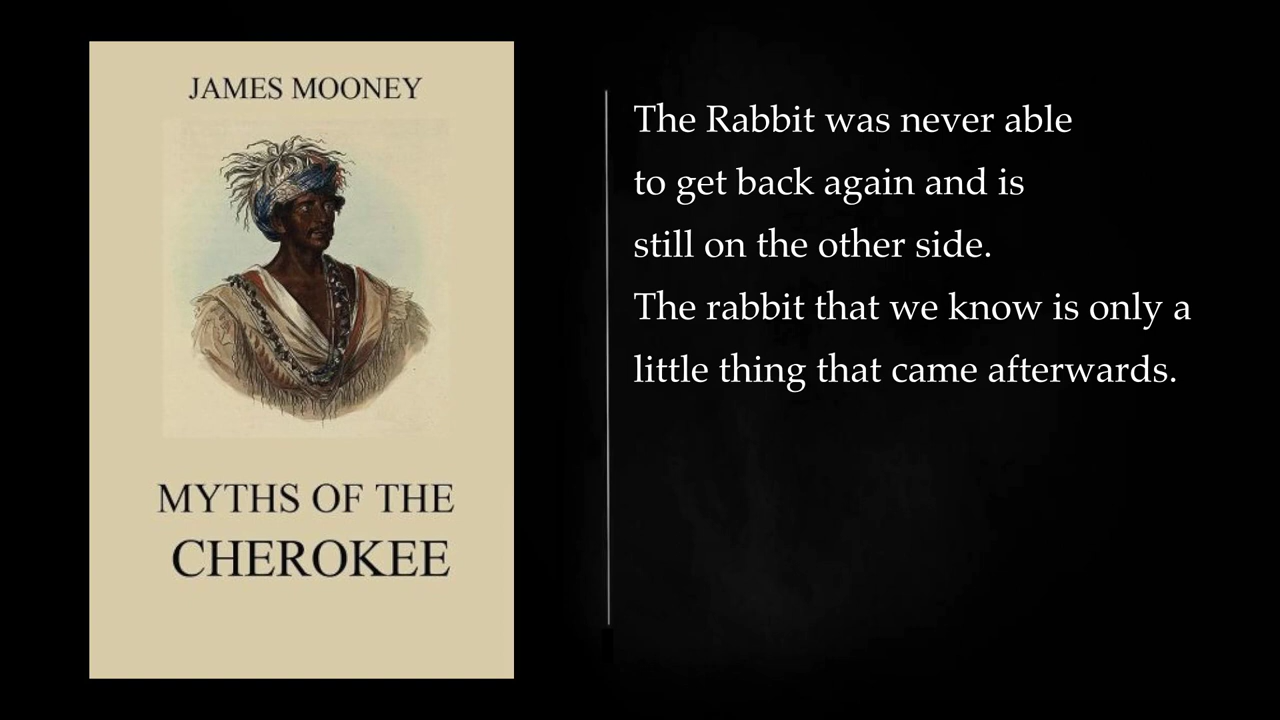 JAMES MOONEY
MYTHS OF THE
CHEROKEE
The Rabbit was never able
to get back again and is
still on the other side.
The rabbit that we know is only a
little thing that came afterwards.